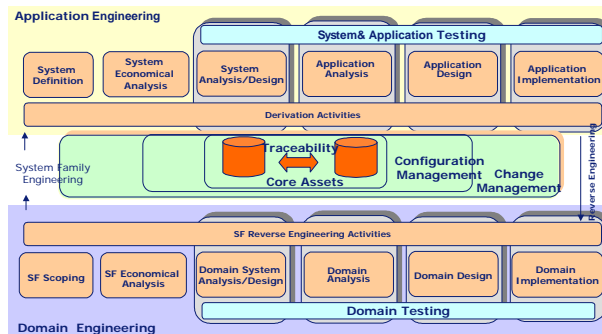 Application Engineering
System& Application Testing
System
Definition
System
Economical
Analysis
System
Analysis/Design
Application
Analysis
Application
Design
Application
Implementation
Derivation Activities
Traceability
Core Assets
Configuration
Management
Change
Management
System Family
Engineering
Reverse Engineering
SF Reverse Engineering Activities
SF Scoping
SF Economical
Analysis
Domain System
Analysis/Design
Domain
Analysis
Domain Design
Domain
Implementation
Domain Testing
Domain Engineering